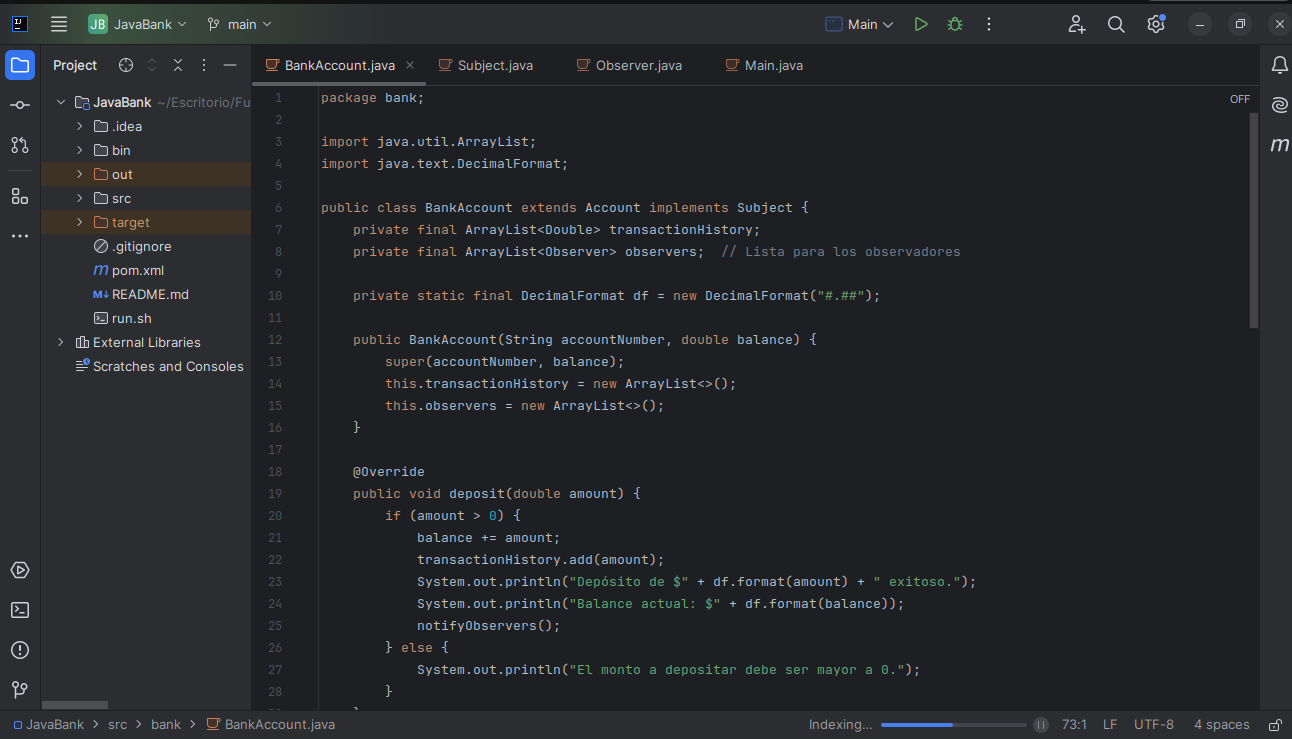 JB JavaBank main Main
Project
BankAccount.java Subject.java Observer.java Main.java
JavaBank ~/Escritorio/Fu
.idea
bin
out
src
target
.gitignore
m pom.xml
M↓ README.md
run.sh
External Libraries
Scratches and Consoles
OFF
1 package bank;
2
3 import java.util.ArrayList;
4 import java.text.DecimalFormat;
5
6 public class BankAccount extends Account implements Subject {
7     private final ArrayList<Double> transactionHistory;
8     private final ArrayList<Observer> observers;  // Lista para los observadores
9
10     private static final DecimalFormat df = new DecimalFormat("#.##");
11
12     public BankAccount(String accountNumber, double balance) {
13         super(accountNumber, balance);
14         this.transactionHistory = new ArrayList<>();
15         this.observers = new ArrayList<>();
16     }
17
18     @Override
19     public void deposit(double amount) {
20         if (amount > 0) {
21             balance += amount;
22             transactionHistory.add(amount);
23             System.out.println("Depósito de $" + df.format(amount) + " exitoso.");
24             System.out.println("Balance actual: $" + df.format(balance));
25             notifyObservers();
26         } else {
27             System.out.println("El monto a depositar debe ser mayor a 0.");
28         }
m
JavaBank > src > bank > BankAccount.java Indexing... 73:1 LF UTF-8 4 spaces